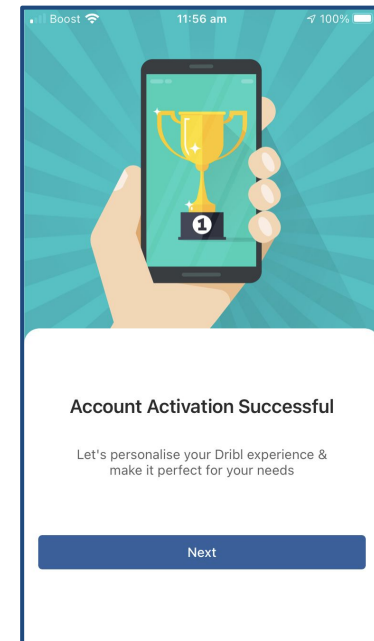 Boost 11:56 am 100%
1
Account Activation Successful
Let's personalise your Dribl experience &
make it perfect for your needs
Next